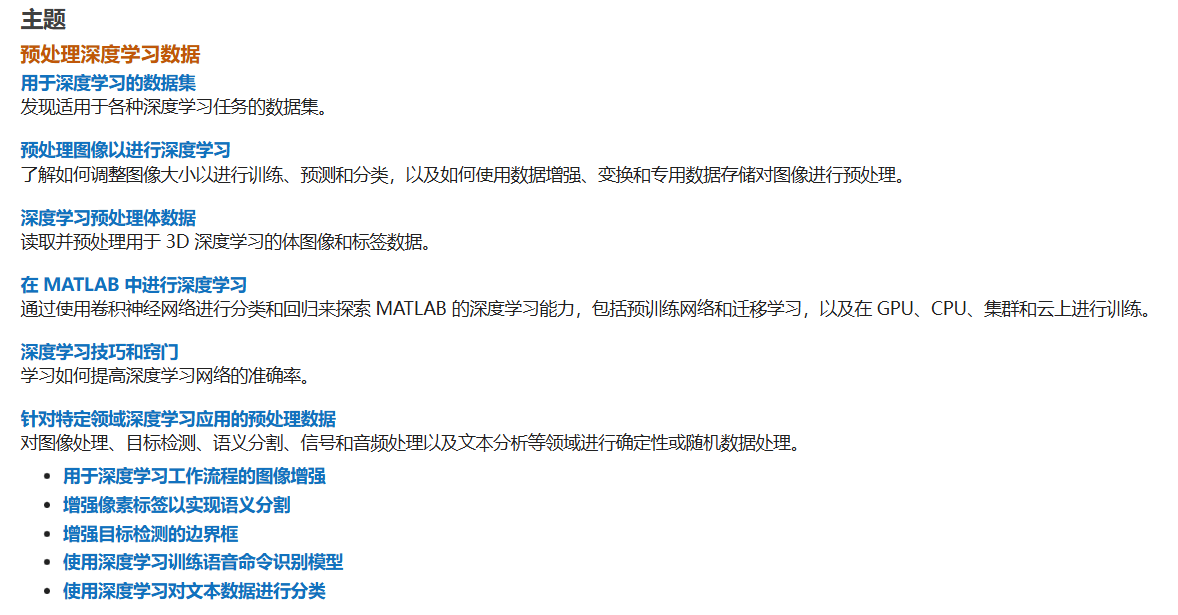 主题
预处理深度学习数据
用于深度学习的数据集
发现适用于各种深度学习任务的数据集。
预处理图像以进行深度学习
了解如何调整图像大小以进行训练、预测和分类，以及如何使用数据增强、变换和专用数据存储对图像进行预处理。
深度学习预处理体数据
读取并预处理用于 3D 深度学习的体图像和标签数据。
在 MATLAB 中进行深度学习
通过使用卷积神经网络进行分类和回归来探索 MATLAB 的深度学习能力，包括预训练网络和迁移学习，以及在 GPU、CPU、集群和云上进行训练。
深度学习技巧和窍门
学习如何提高深度学习网络的准确率。
针对特定领域深度学习应用的预处理数据
对图像处理、目标检测、语义分割、信号和音频处理以及文本分析等领域进行确定性或随机数据处理。
• 用于深度学习工作流程的图像增强
• 增强像素标签以实现语义分割
• 增强目标检测的边界框
• 使用深度学习训练语音命令识别模型
• 使用深度学习对文本数据进行分类